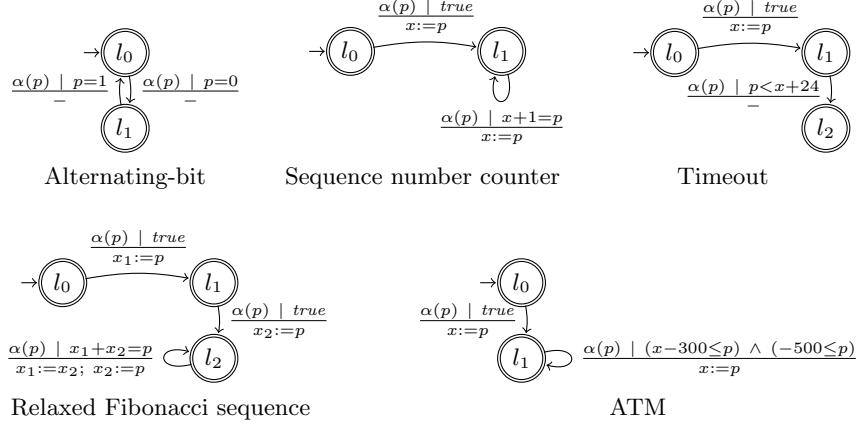 α(p) | true
x:=p
α(p) | true
x:=p
l₀
l₀
l₁
l₀
l₁
α(p) | p=1
−
α(p) | p=0
−
α(p) | p<x+24
−
l₁
α(p) | x+1=p
x:=p
l₂
Alternating-bit
Sequence number counter
Timeout
α(p) | true
x₁:=p
l₀
l₁
l₀
α(p) | true
x₂:=p
α(p) | true
x:=p
α(p) | x₁+x₂=p
x₁:=x₂; x₂:=p
l₂
l₁
α(p) | (x−300≤p) ∧ (−500≤p)
x:=p
Relaxed Fibonacci sequence
ATM